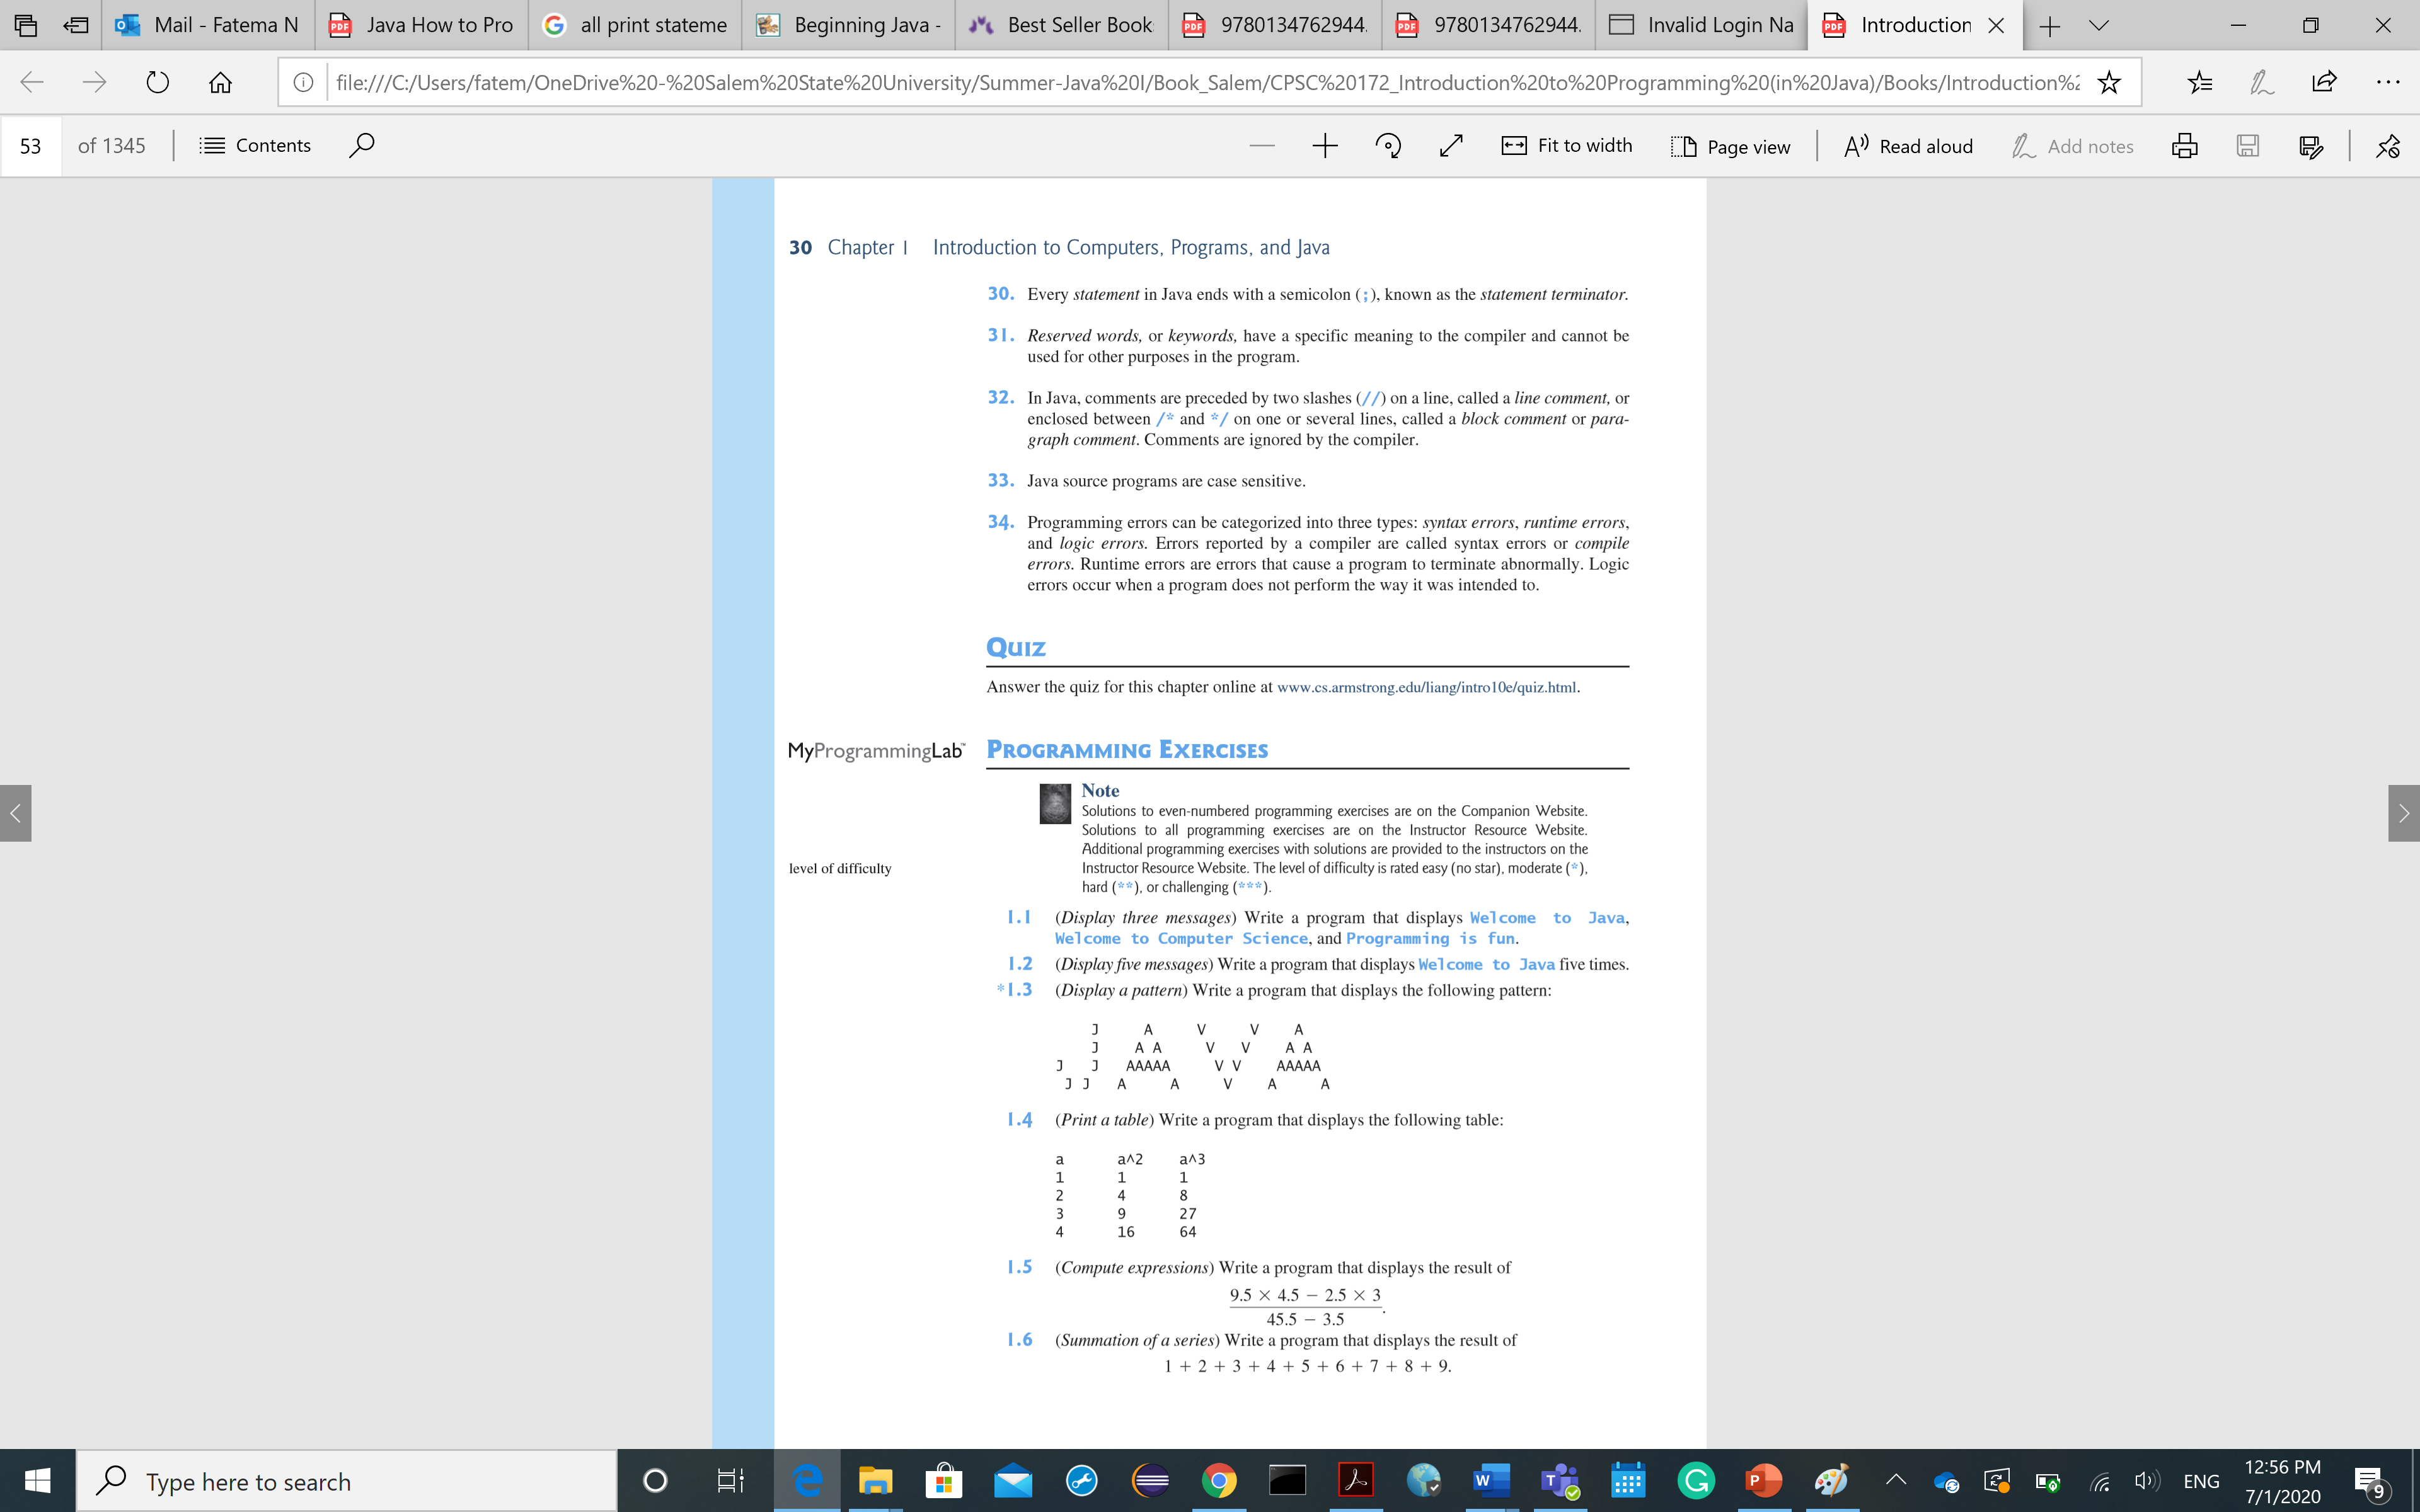 Mail - Fatema N
Java How to Pro
all print stateme
Beginning Java -
Best Seller Book
9780134762944.
9780134762944.
Invalid Login Na
Introduction
file:///C:/Users/fatem/OneDrive%20-%20Salem%20State%20University/Summer-Java%20I/Book_Salem/CPSC%20172_Introduction%20to%20Programming%20(in%20Java)/Books/Introduction%2
53 of 1345 Contents Fit to width Page view Read aloud Add notes
30 Chapter 1 Introduction to Computers, Programs, and Java
30. Every statement in Java ends with a semicolon (;), known as the statement terminator.
31. Reserved words, or keywords, have a specific meaning to the compiler and cannot be
used for other purposes in the program.
32. In Java, comments are preceded by two slashes (//) on a line, called a line comment, or
enclosed between /* and */ on one or several lines, called a block comment or para-
graph comment. Comments are ignored by the compiler.
33. Java source programs are case sensitive.
34. Programming errors can be categorized into three types: syntax errors, runtime errors,
and logic errors. Errors reported by a compiler are called syntax errors or compile
errors. Runtime errors are errors that cause a program to terminate abnormally. Logic
errors occur when a program does not perform the way it was intended to.
QUIZ
Answer the quiz for this chapter online at www.cs.armstrong.edu/liang/intro10e/quiz.html.
MyProgrammingLab™ PROGRAMMING EXERCISES
Note
Solutions to even-numbered programming exercises are on the Companion Website.
Solutions to all programming exercises are on the Instructor Resource Website.
Additional programming exercises with solutions are provided to the instructors on the
level of difficulty Instructor Resource Website. The level of difficulty is rated easy (no star), moderate (*),
hard (**), or challenging (***).
1.1 (Display three messages) Write a program that displays Welcome to Java,
Welcome to Computer Science, and Programming is fun.
1.2 (Display five messages) Write a program that displays Welcome to Java five times.
*1.3 (Display a pattern) Write a program that displays the following pattern:
    J     A     V     V    A
    J    A A     V   V    A A
J   J   AAAAA     V V    AAAAA
 J J   A     A     V    A     A
1.4 (Print a table) Write a program that displays the following table:
a      a^2    a^3
1      1      1
2      4      8
3      9      27
4      16     64
1.5 (Compute expressions) Write a program that displays the result of
9.5 × 4.5 − 2.5 × 3
45.5 − 3.5 .
1.6 (Summation of a series) Write a program that displays the result of
1 + 2 + 3 + 4 + 5 + 6 + 7 + 8 + 9.
Type here to search
ENG
12:56 PM
7/1/2020
9